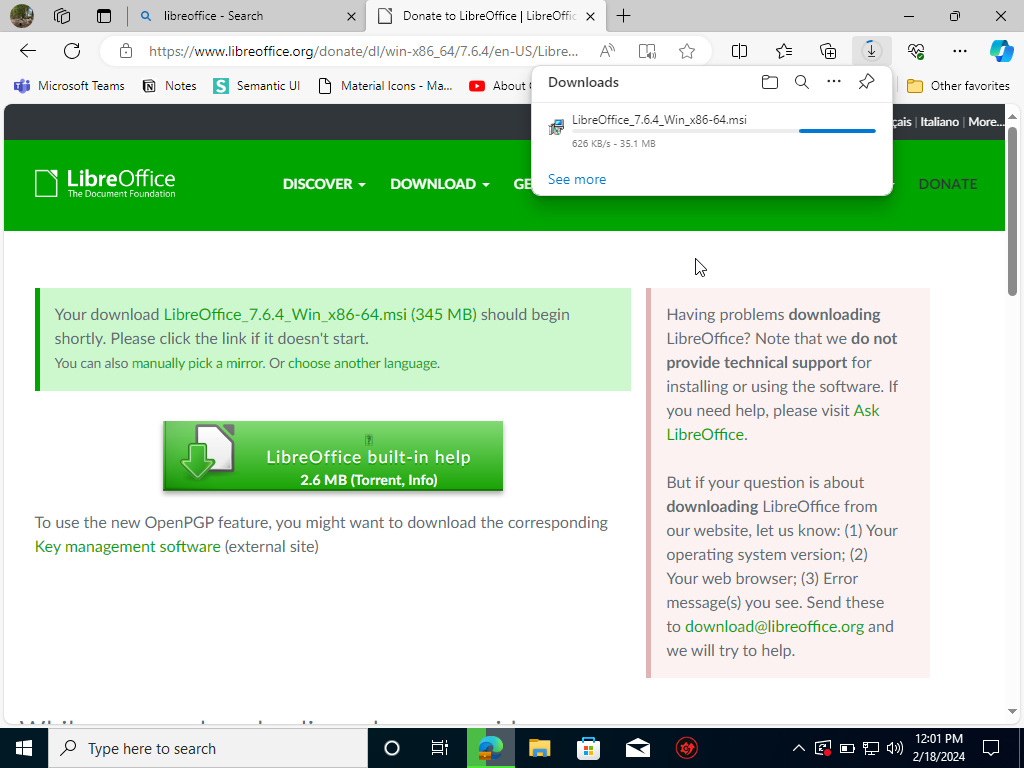 libreoffice - Search
Donate to LibreOffice | LibreOffic
https://www.libreoffice.org/donate/dl/win-x86_64/7.6.4/en-US/Libre...
Microsoft Teams
Notes
Semantic UI
Material Icons - Ma...
About
Other favorites
Downloads
LibreOffice_7.6.4_Win_x86-64.msi
626 KB/s - 35.1 MB
See more
çais | Italiano | More...
LibreOffice
The Document Foundation
DISCOVER
DOWNLOAD
GE
DONATE
Your download LibreOffice_7.6.4_Win_x86-64.msi (345 MB) should begin
shortly. Please click the link if it doesn't start.
You can also manually pick a mirror. Or choose another language.
LibreOffice built-in help
2.6 MB (Torrent, Info)
To use the new OpenPGP feature, you might want to download the corresponding
Key management software (external site)
Having problems downloading
LibreOffice? Note that we do not
provide technical support for
installing or using the software. If
you need help, please visit Ask
LibreOffice.
But if your question is about
downloading LibreOffice from
our website, let us know: (1) Your
operating system version; (2)
Your web browser; (3) Error
message(s) you see. Send these
to download@libreoffice.org and
we will try to help.
Type here to search
12:01 PM
2/18/2024